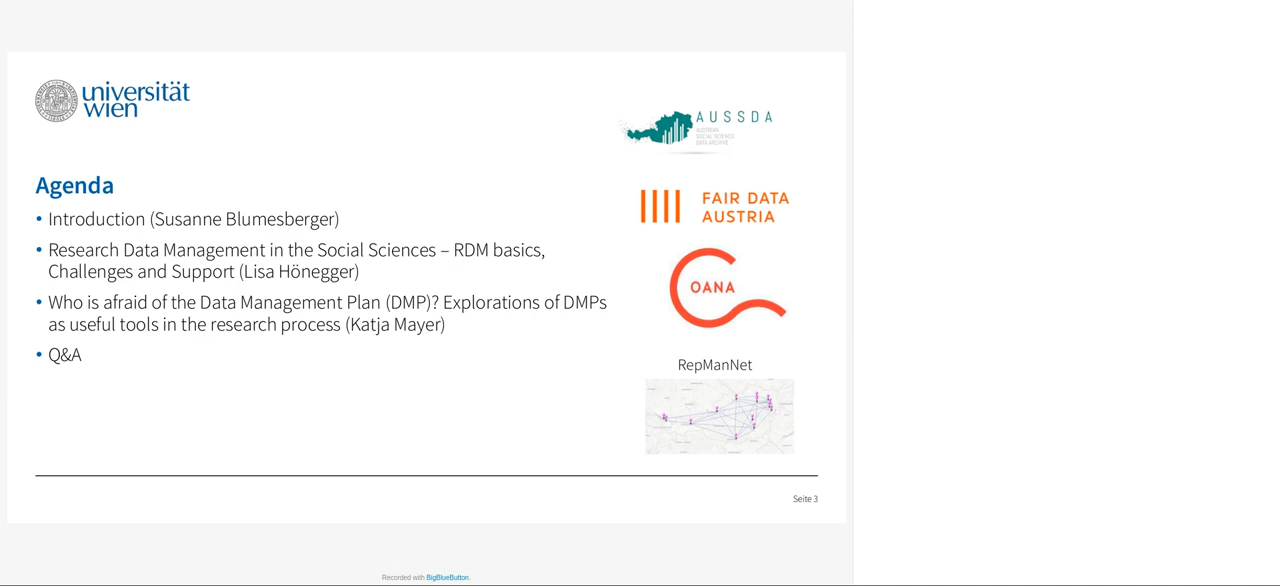 universität
wien
AUSSDA
AUSTRIAN
SOCIAL SCIENCE
DATA ARCHIVE
Agenda
• Introduction (Susanne Blumesberger)
• Research Data Management in the Social Sciences – RDM basics,
Challenges and Support (Lisa Hönegger)
• Who is afraid of the Data Management Plan (DMP)? Explorations of DMPs
as useful tools in the research process (Katja Mayer)
• Q&A
FAIR DATA
AUSTRIA
OANA
RepManNet
Seite 3
Recorded with BigBlueButton.